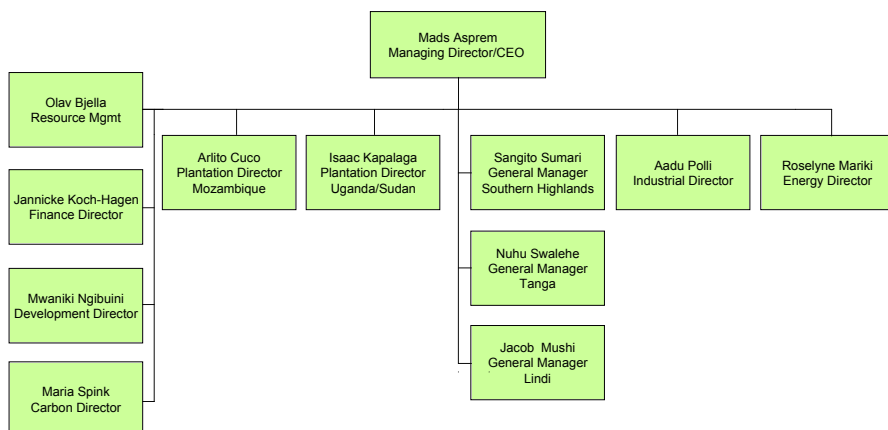 Mads Asprem
Managing Director/CEO
Olav Bjella
Resource Mgmt
Arlito Cuco
Plantation Director
Mozambique
Isaac Kapalaga
Plantation Director
Uganda/Sudan
Sangito Sumari
General Manager
Southern Highlands
Aadu Polli
Industrial Director
Roselyne Mariki
Energy Director
Jannicke Koch-Hagen
Finance Director
Nuhu Swalehe
General Manager
Tanga
Mwaniki Ngibuini
Development Director
Jacob Mushi
General Manager
Lindi
Maria Spink
Carbon Director